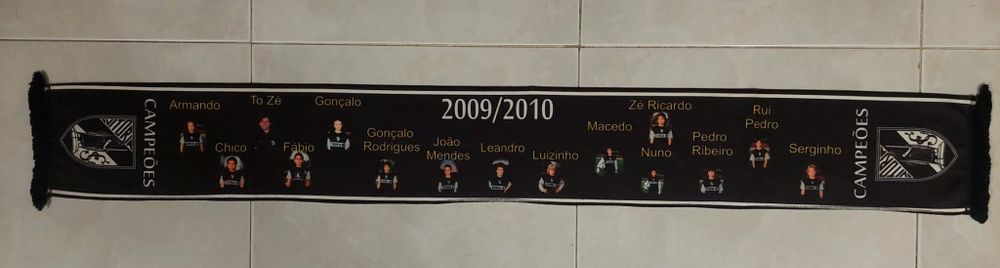 CAMPEÕES
Armando
To Zé
Gonçalo
Chico
Fábio
Gonçalo
Rodrigues
João
Mendes
2009/2010
Leandro
Luizinho
Macedo
Zé Ricardo
Nuno
Pedro
Ribeiro
Rui
Pedro
Serginho
CAMPEÕES